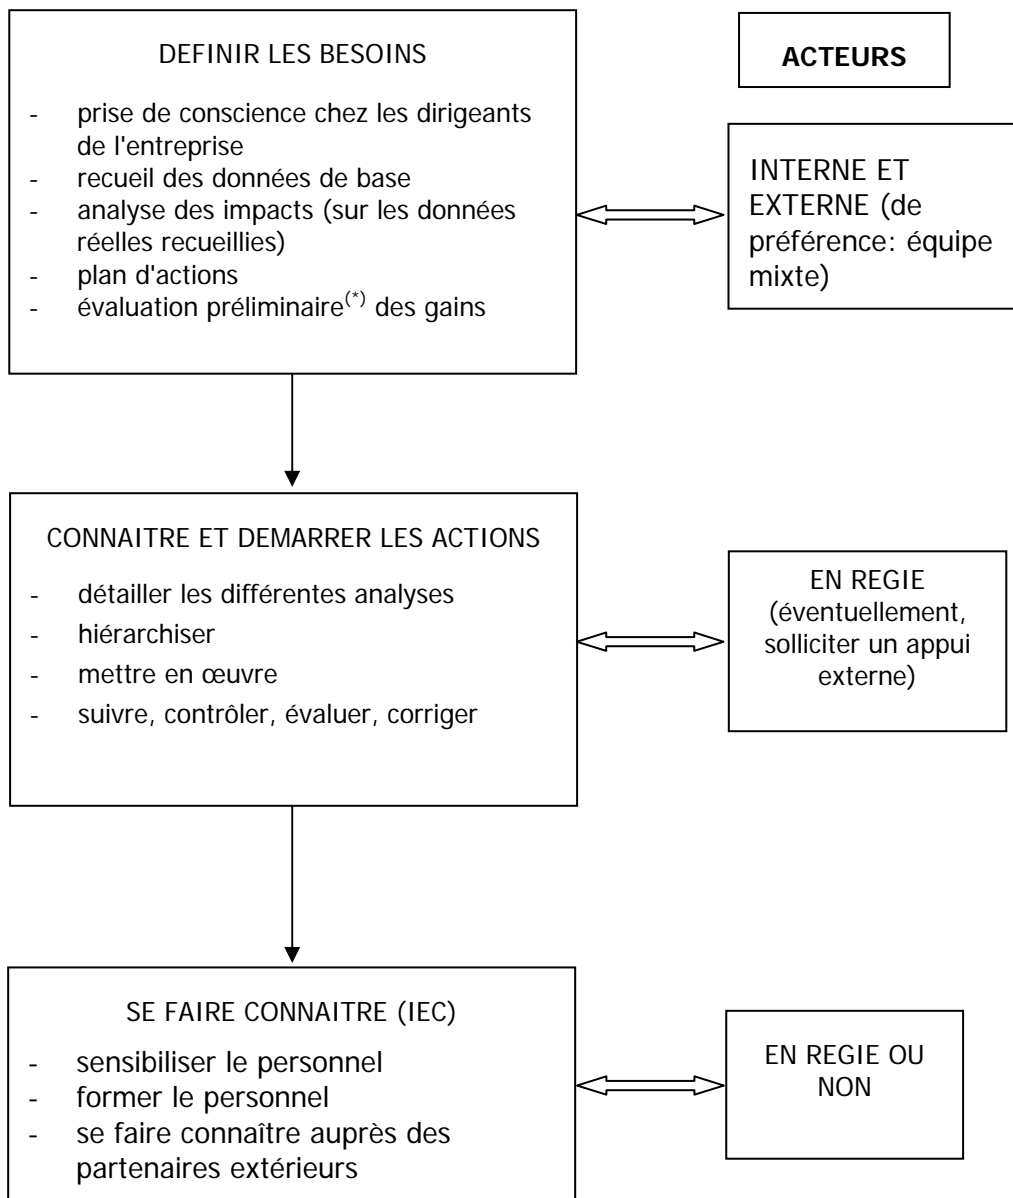 DEFINIR LES BESOINS
- prise de conscience chez les dirigeants
de l'entreprise
- recueil des données de base
- analyse des impacts (sur les données
réelles recueillies)
- plan d'actions
- évaluation préliminaire(*) des gains
ACTEURS
INTERNE ET
EXTERNE (de
préférence: équipe
mixte)
CONNAITRE ET DEMARRER LES ACTIONS
- détailler les différentes analyses
- hiérarchiser
- mettre en œuvre
- suivre, contrôler, évaluer, corriger
EN REGIE
(éventuellement,
solliciter un appui
externe)
SE FAIRE CONNAITRE (IEC)
- sensibiliser le personnel
- former le personnel
- se faire connaître auprès des
partenaires extérieurs
EN REGIE OU
NON